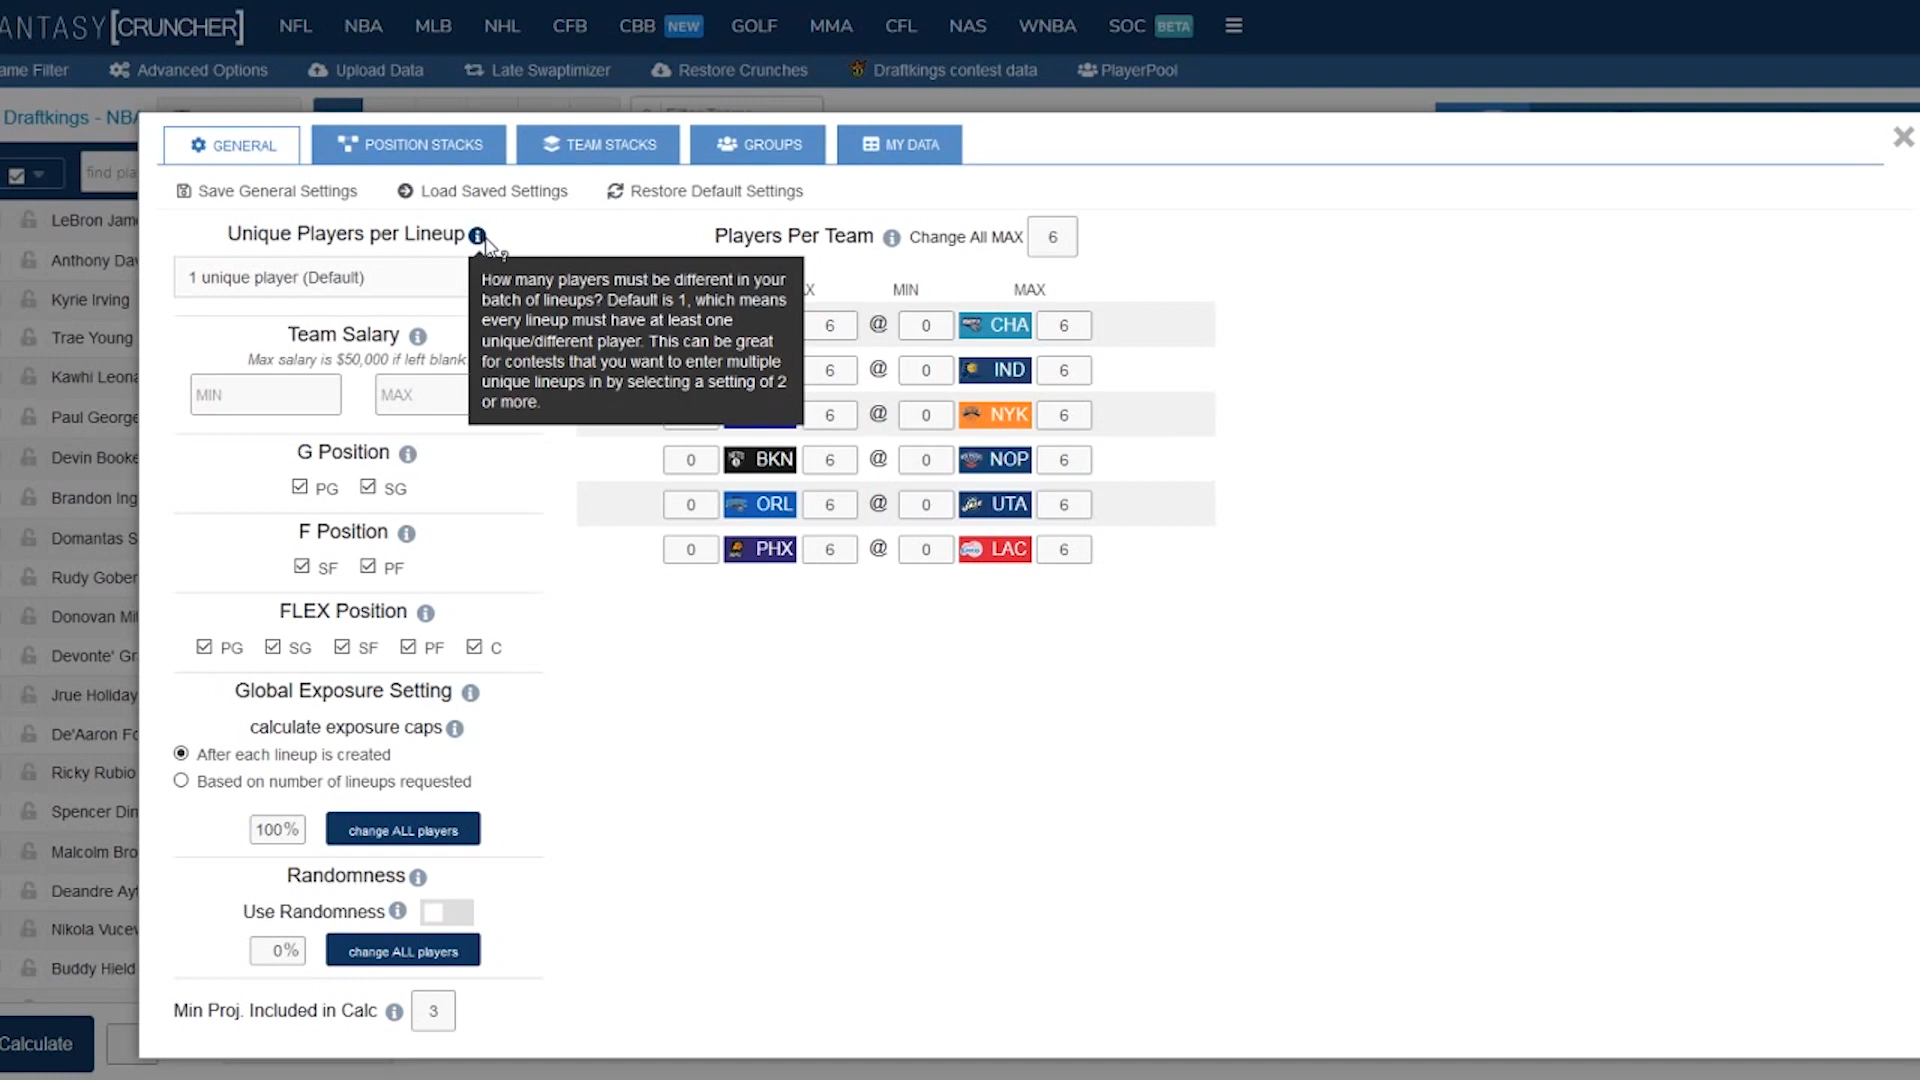 ANTASY[CRUNCHER]
NFL
NBA
MLB
NHL
CFB
CBB NEW
GOLF
MMA
CFL
NAS
WNBA
SOC BETA
ame Filter
Advanced Options
Upload Data
Late Swaptimizer
Restore Crunches
Draftkings contest data
PlayerPool
Draftkings - NBA
GENERAL
POSITION STACKS
TEAM STACKS
GROUPS
MY DATA
Save General Settings
Load Saved Settings
Restore Default Settings
find pla
LeBron Jam
Anthony Dav
Kyrie Irving
Trae Young
Kawhi Leona
Paul George
Devin Booke
Brandon Ing
Domantas S
Rudy Gober
Donovan Mit
Devonte' Gr
Jrue Holiday
De'Aaron Fo
Ricky Rubio
Spencer Din
Malcolm Bro
Deandre Ayt
Nikola Vucev
Buddy Hield
Calculate
Unique Players per Lineup
1 unique player (Default)
How many players must be different in your
batch of lineups? Default is 1, which means
every lineup must have at least one
unique/different player. This can be great
for contests that you want to enter multiple
unique lineups in by selecting a setting of 2
or more.
Team Salary
Max salary is $50,000 if left blank
MIN
MAX
G Position
PG SG
F Position
SF PF
FLEX Position
PG SG SF PF C
Global Exposure Setting
calculate exposure caps
After each lineup is created
Based on number of lineups requested
100% change ALL players
Randomness
Use Randomness
0% change ALL players
Min Proj. Included in Calc 3
Players Per Team Change All MAX 6
X MIN MAX
6 @ 0 CHA 6
6 @ 0 IND 6
6 @ 0 NYK 6
0 BKN 6 @ 0 NOP 6
0 ORL 6 @ 0 UTA 6
0 PHX 6 @ 0 LAC 6